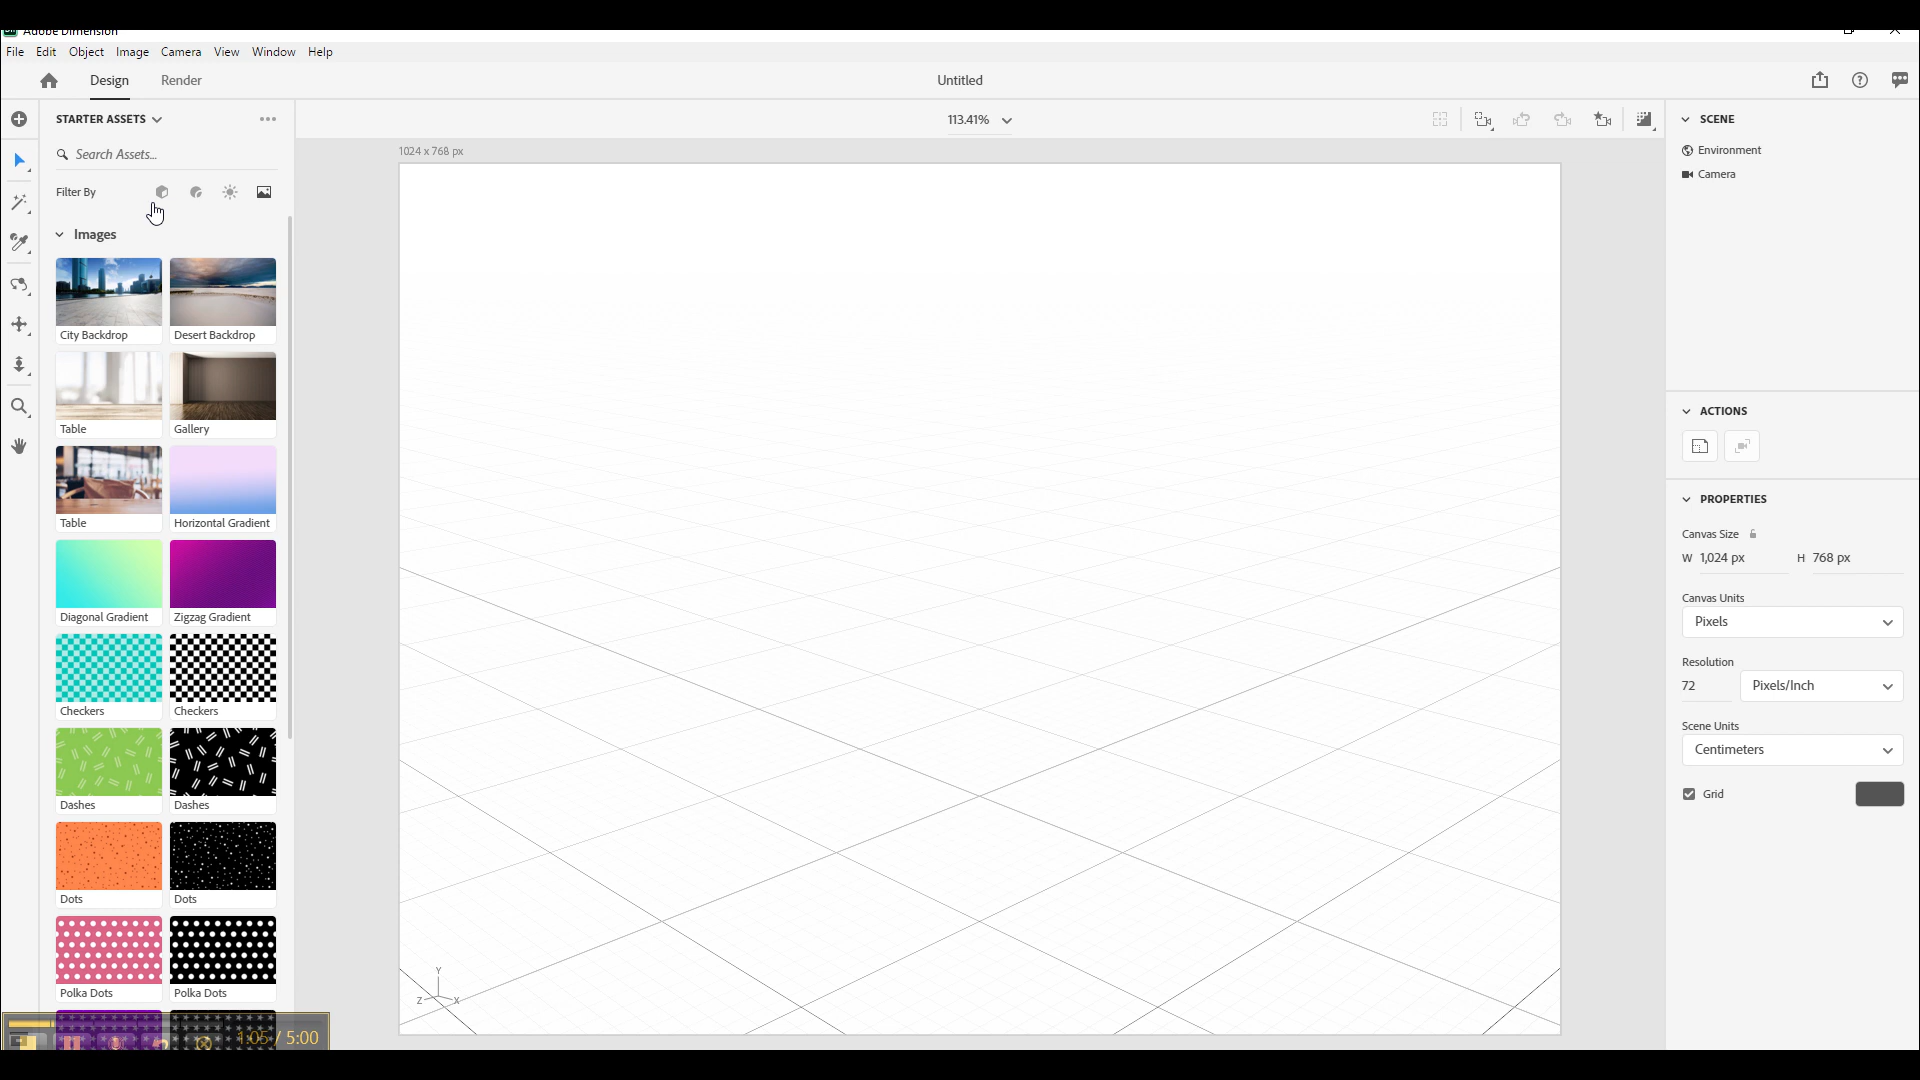 Adobe Dimension
File Edit Object Image Camera View Window Help
Design Render Untitled
STARTER ASSETS
113.41%
SCENE
Search Assets...
1024 x 768 px
Environment
Camera
Filter By
Images
City Backdrop Desert Backdrop
Table Gallery
Table Horizontal Gradient
Diagonal Gradient Zigzag Gradient
Checkers Checkers
Dashes Dashes
Dots Dots
Polka Dots Polka Dots
1:05 / 5:00
Y
Z X
ACTIONS
PROPERTIES
Canvas Size
W 1,024 px H 768 px
Canvas Units
Pixels
Resolution
72 Pixels/Inch
Scene Units
Centimeters
Grid